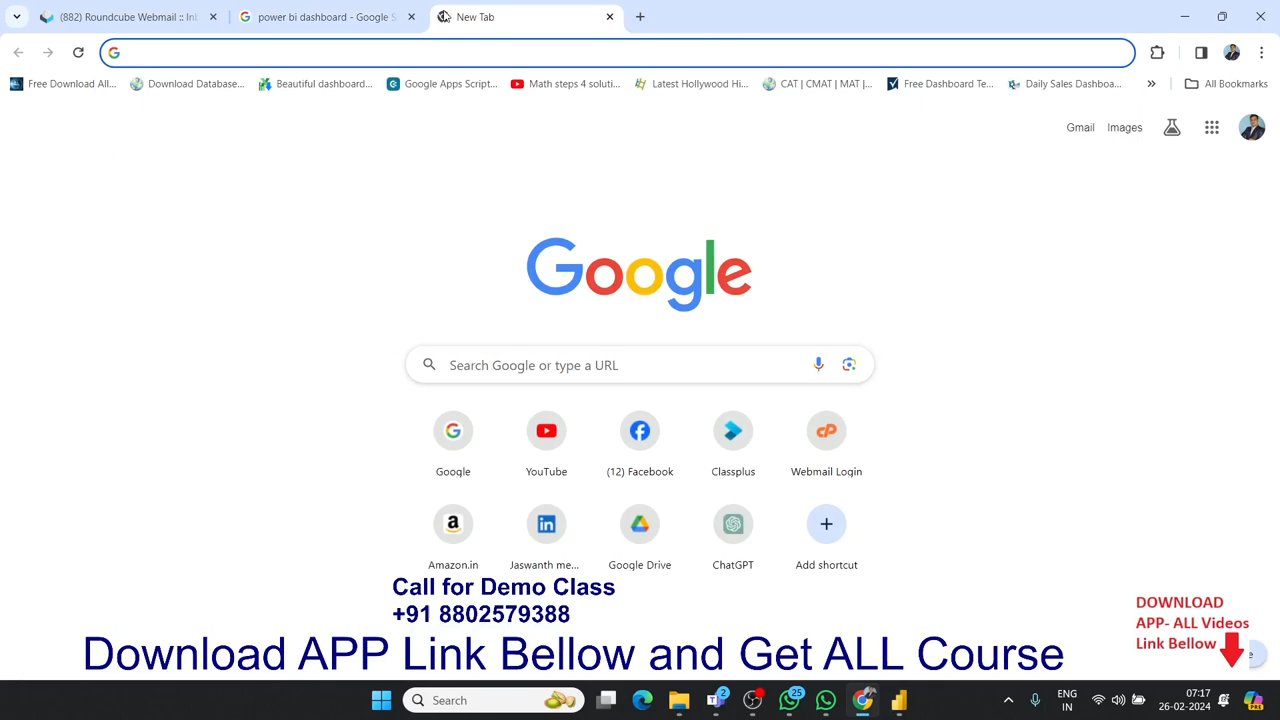 (882) Roundcube Webmail :: Inb
power bi dashboard - Google S
New Tab
Free Download All...
Download Database...
Beautiful dashboard...
Google Apps Script...
Math steps 4 soluti...
Latest Hollywood Hi...
CAT | CMAT | MAT |...
Free Dashboard Te...
Daily Sales Dashboa...
All Bookmarks
Gmail
Images
Google
Search Google or type a URL
Google
YouTube
(12) Facebook
Classplus
Webmail Login
Amazon.in
Jaswanth me...
Google Drive
ChatGPT
Add shortcut
Call for Demo Class
+91 8802579388
Download APP Link Bellow and Get ALL Course
DOWNLOAD
APP- ALL Videos
Link Bellow
Search
2
25
ENG
IN
07:17
26-02-2024